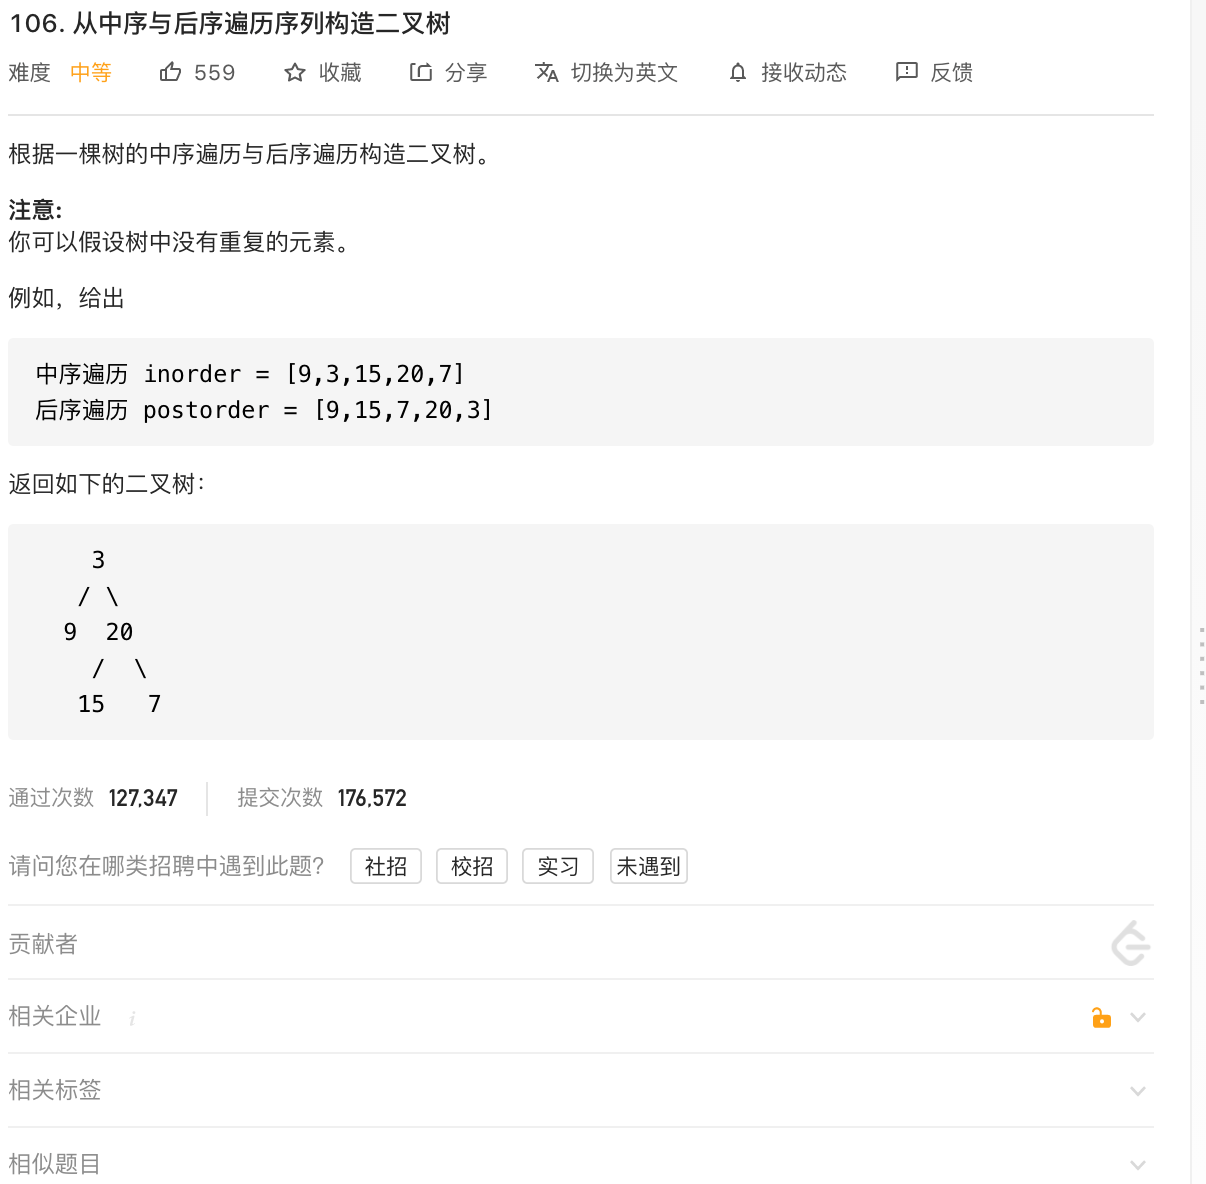 106. 从中序与后序遍历序列构造二叉树
难度 中等 559 收藏 分享 切换为英文 接收动态 反馈
根据一棵树的中序遍历与后序遍历构造二叉树。
注意:
你可以假设树中没有重复的元素。
例如，给出
中序遍历 inorder = [9,3,15,20,7]
后序遍历 postorder = [9,15,7,20,3]
返回如下的二叉树：
3
/ \
9 20
/ \
15 7
通过次数 127,347 提交次数 176,572
请问您在哪类招聘中遇到此题? 社招 校招 实习 未遇到
贡献者
相关企业 i
相关标签
相似题目